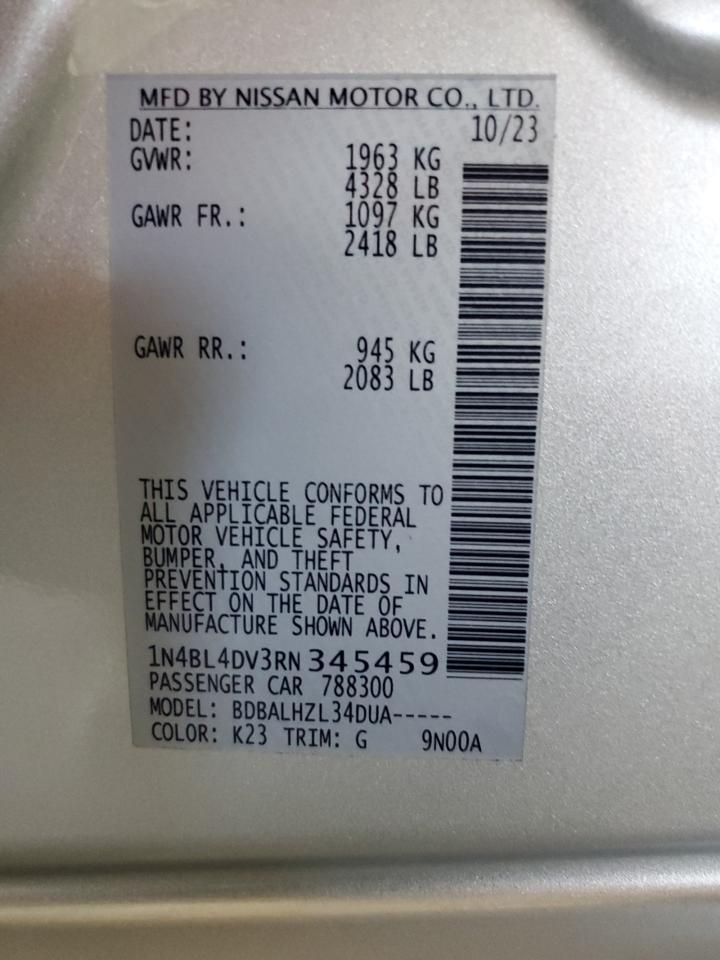 MFD BY NISSAN MOTOR CO., LTD.
DATE: 10/23
GVWR: 1963 KG
4328 LB
GAWR FR.: 1097 KG
2418 LB
GAWR RR.: 945 KG
2083 LB
THIS VEHICLE CONFORMS TO
ALL APPLICABLE FEDERAL
MOTOR VEHICLE SAFETY,
BUMPER, AND THEFT
PREVENTION STANDARDS IN
EFFECT ON THE DATE OF
MANUFACTURE SHOWN ABOVE.
1N4BL4DV3RN345459
PASSENGER CAR 788300
MODEL: BDBALHZL34DUA-----
COLOR: K23 TRIM: G 9N00A